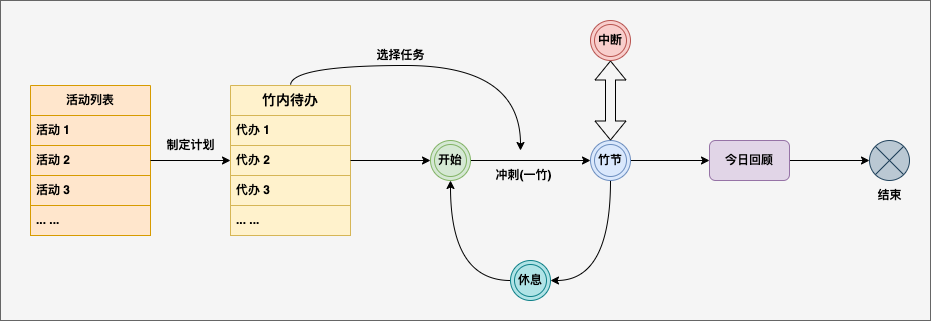 活动列表
活动 1
活动 2
活动 3
... ...
制定计划
竹内待办
代办 1
代办 2
代办 3
... ...
选择任务
开始
冲刺(一竹)
中断
竹节
休息
今日回顾
结束